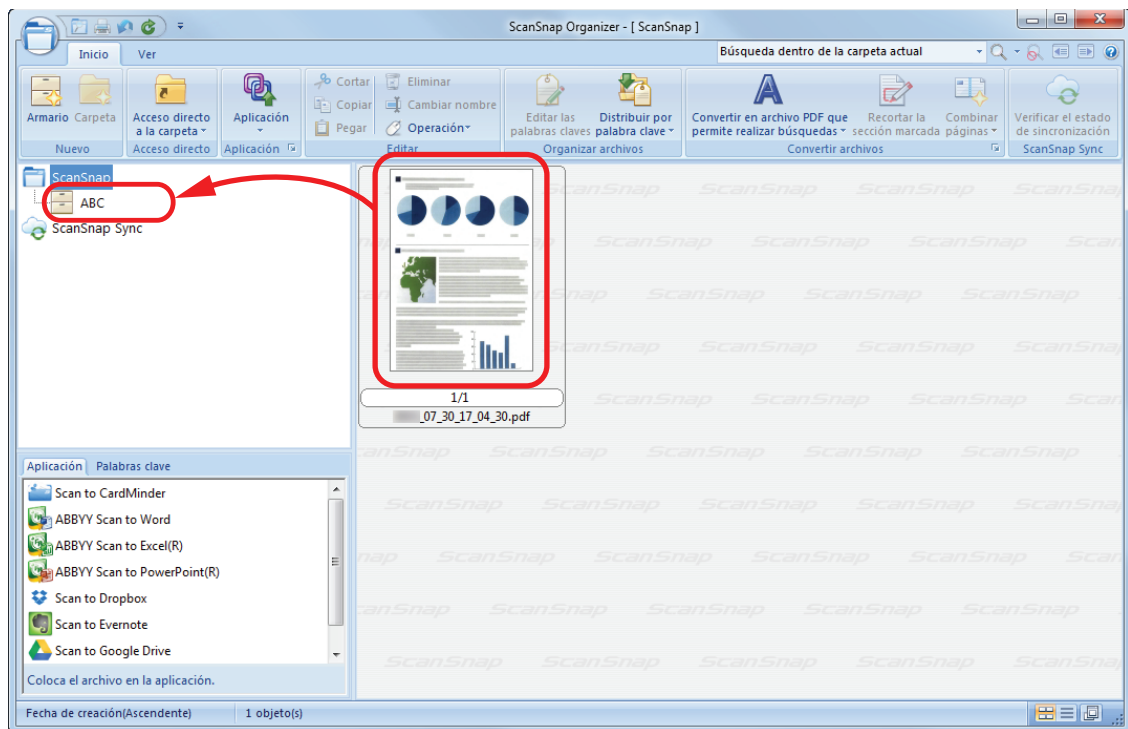 ScanSnap Organizer - [ ScanSnap ]
Inicio Ver
Búsqueda dentro de la carpeta actual
Armario Carpeta
Nuevo
Acceso directo
a la carpeta
Acceso directo
Aplicación
Aplicación
Cortar
Copiar
Pegar
Eliminar
Cambiar nombre
Operación
Editar
Editar las
palabras claves
Distribuir por
palabra clave
Organizar archivos
Convertir en archivo PDF que
permite realizar búsquedas
Recortar la
sección marcada
Combinar
páginas
Convertir archivos
Verificar el estado
de sincronización
ScanSnap Sync
ScanSnap
ABC
ScanSnap Sync
1/1
_07_30_17_04_30.pdf
Aplicación Palabras clave
Scan to CardMinder
ABBYY Scan to Word
ABBYY Scan to Excel(R)
ABBYY Scan to PowerPoint(R)
Scan to Dropbox
Scan to Evernote
Scan to Google Drive
Coloca el archivo en la aplicación.
Fecha de creación(Ascendente) 1 objeto(s)